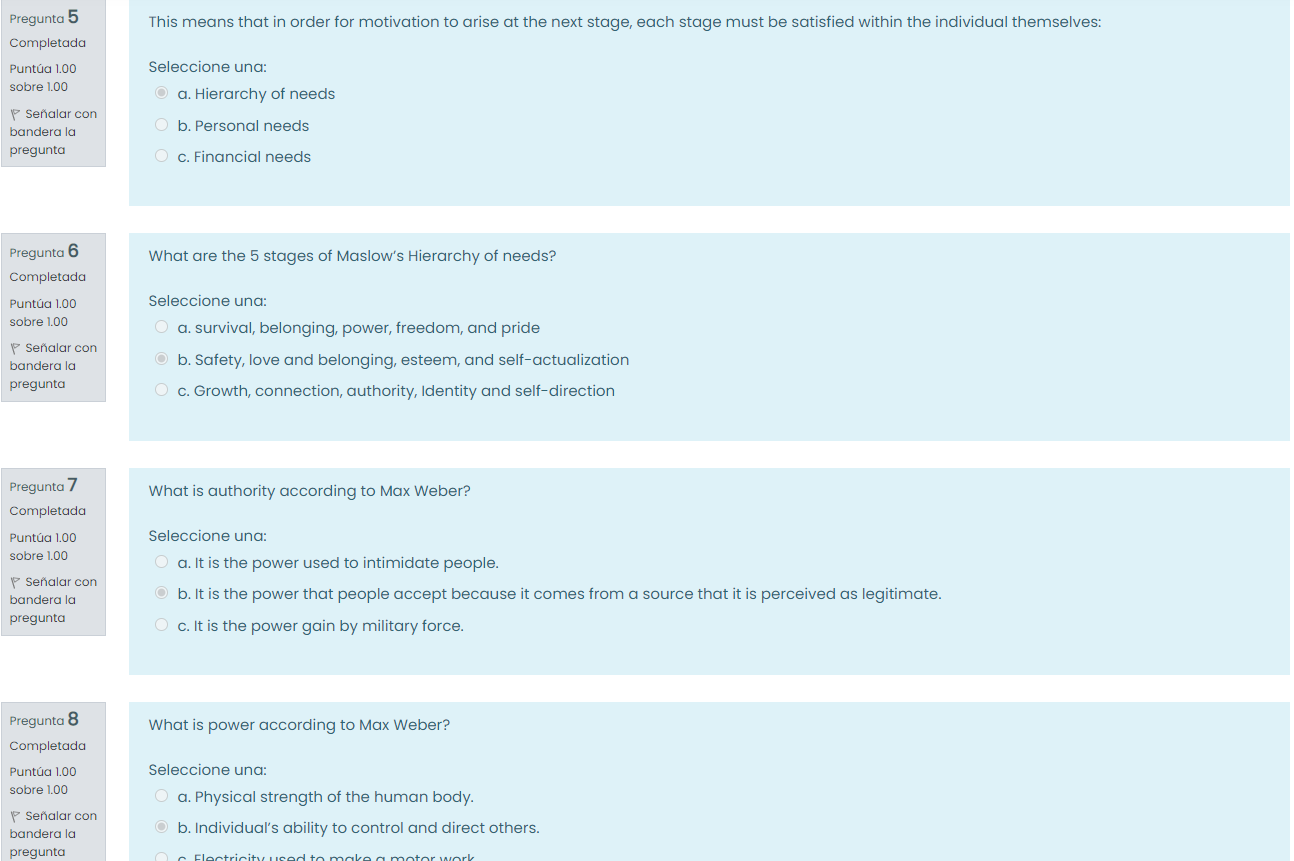 Pregunta 5
Completada
Puntúa 1.00
sobre 1.00
Señalar con
bandera la
pregunta
This means that in order for motivation to arise at the next stage, each stage must be satisfied within the individual themselves:
Seleccione una:
a. Hierarchy of needs
b. Personal needs
c. Financial needs
Pregunta 6
Completada
Puntúa 1.00
sobre 1.00
Señalar con
bandera la
pregunta
What are the 5 stages of Maslow’s Hierarchy of needs?
Seleccione una:
a. survival, belonging, power, freedom, and pride
b. Safety, love and belonging, esteem, and self-actualization
c. Growth, connection, authority, Identity and self-direction
Pregunta 7
Completada
Puntúa 1.00
sobre 1.00
Señalar con
bandera la
pregunta
What is authority according to Max Weber?
Seleccione una:
a. It is the power used to intimidate people.
b. It is the power that people accept because it comes from a source that it is perceived as legitimate.
c. It is the power gain by military force.
Pregunta 8
Completada
Puntúa 1.00
sobre 1.00
Señalar con
bandera la
pregunta
What is power according to Max Weber?
Seleccione una:
a. Physical strength of the human body.
b. Individual’s ability to control and direct others.
c. Electricity used to make a motor work